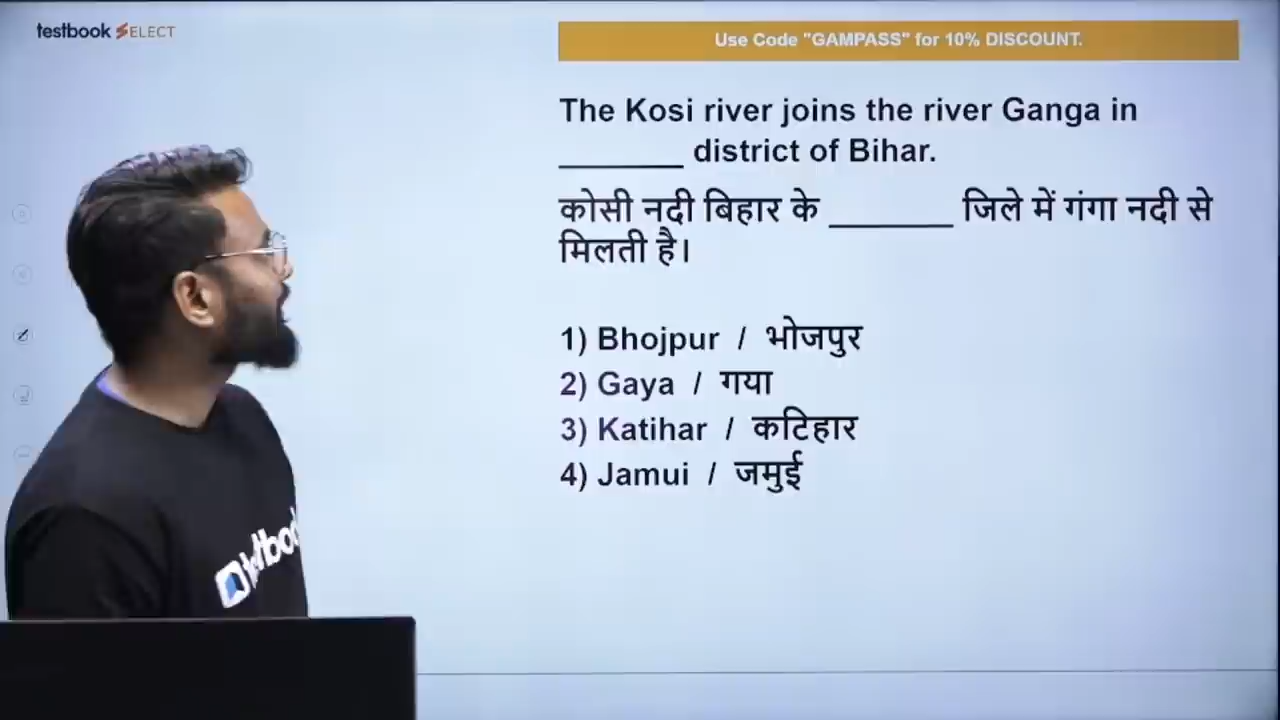 testbook SELECT
Use Code "GAMPASS" for 10% DISCOUNT.
The Kosi river joins the river Ganga in
_______ district of Bihar.
कोसी नदी बिहार के _______ जिले में गंगा नदी से
मिलती है।
1) Bhojpur / भोजपुर
2) Gaya / गया
3) Katihar / कटिहार
4) Jamui / जमुई